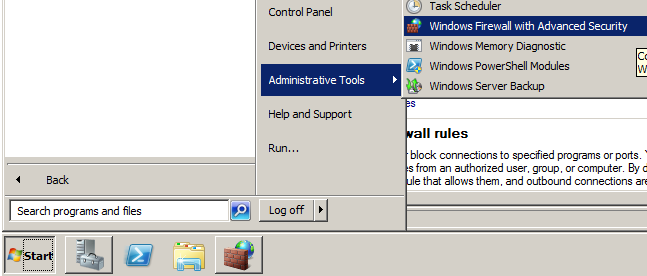 Control Panel
Devices and Printers
Administrative Tools
Help and Support
Run...
Task Scheduler
Windows Firewall with Advanced Security
Windows Memory Diagnostic
Windows PowerShell Modules
Windows Server Backup
Co
W
es
wall rules
r block connections to specified programs or ports.
es from an authorized user, group, or computer. By d
ule that allows them, and outbound connections are
Back
Search programs and files
Log off
Start